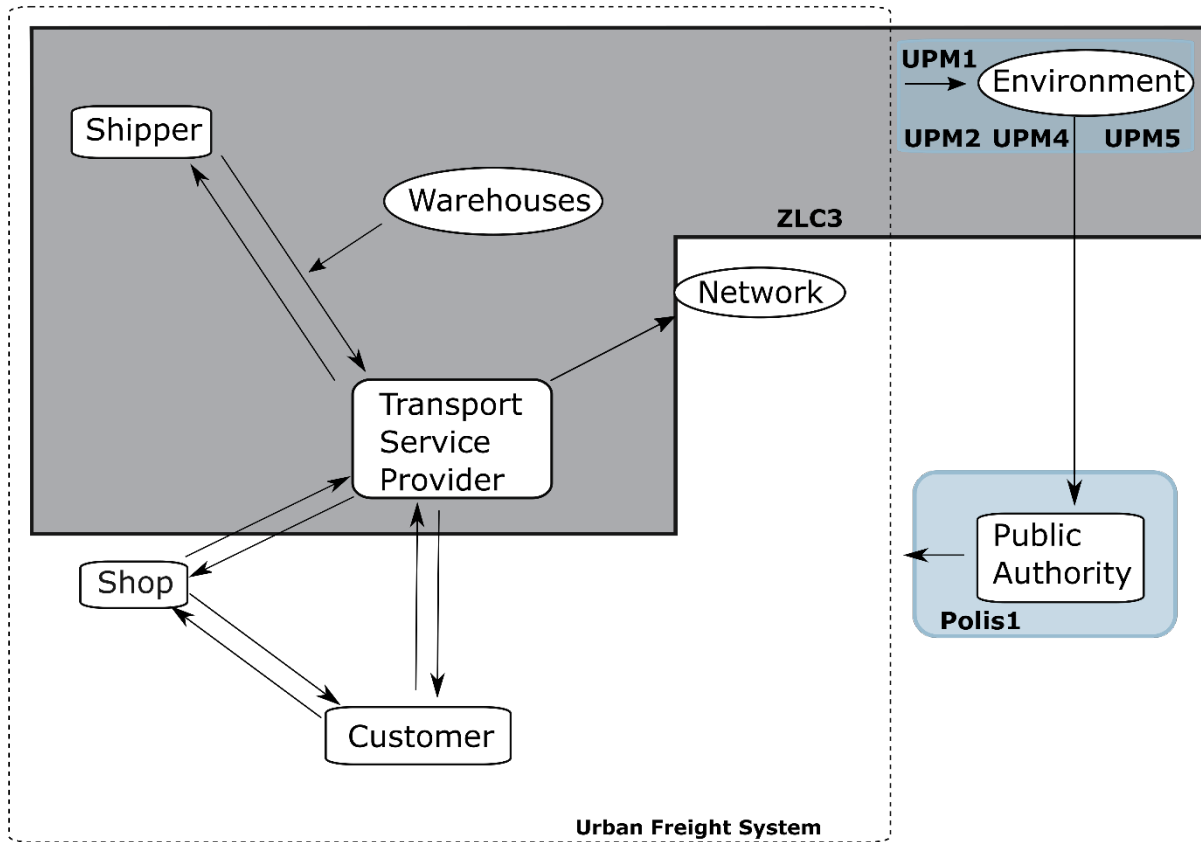 UPM1
Environment
Shipper
UPM2 UPM4 UPM5
Warehouses
ZLC3
Network
Transport
Service
Provider
Public
Authority
Shop
Polis1
Customer
Urban Freight System